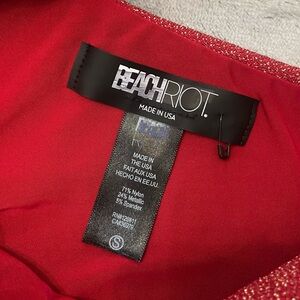 BEACHRIOT.
MADE IN USA
MADE IN
THE USA
FAIT AUX USA
HECHO EN EE.UU.
71% Nylon
24% Metallic
5% Spandex
S